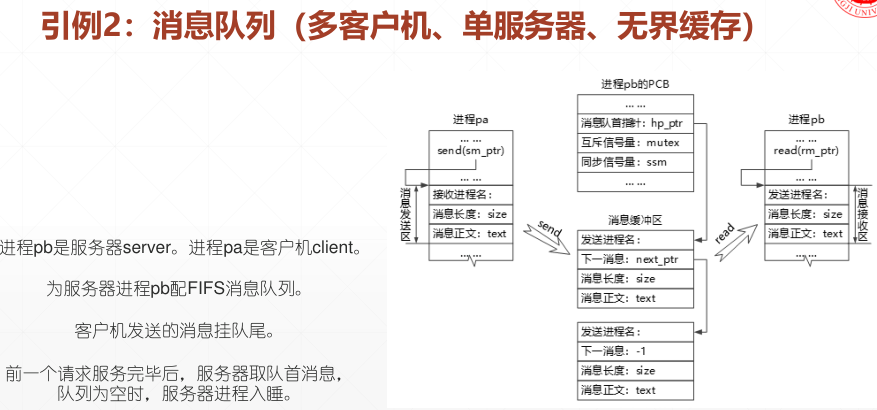 引例2：消息队列（多客户机、单服务器、无界缓存）
进程pb是服务器server。进程pa是客户机client。
为服务器进程pb配FIFS消息队列。
客户机发送的消息挂队尾。
前一个请求服务完毕后，服务器取队首消息，
队列为空时，服务器进程入睡。
进程pa
... ...
send(sm_ptr)
... ...
接收进程名：
消息长度：size
消息正文：text
...
消息发送区
send
进程pb的PCB
... ...
消息队首指针：hp_ptr
互斥信号量：mutex
同步信号量：ssm
... ...
消息缓冲区
发送进程名：
下一消息：next_ptr
消息长度：size
消息正文：text
发送进程名：
下一消息：-1
消息长度：size
消息正文：text
read
进程pb
... ...
read(rm_ptr)
... ...
发送进程名：
消息长度：size
消息正文：text
...
消息接收区